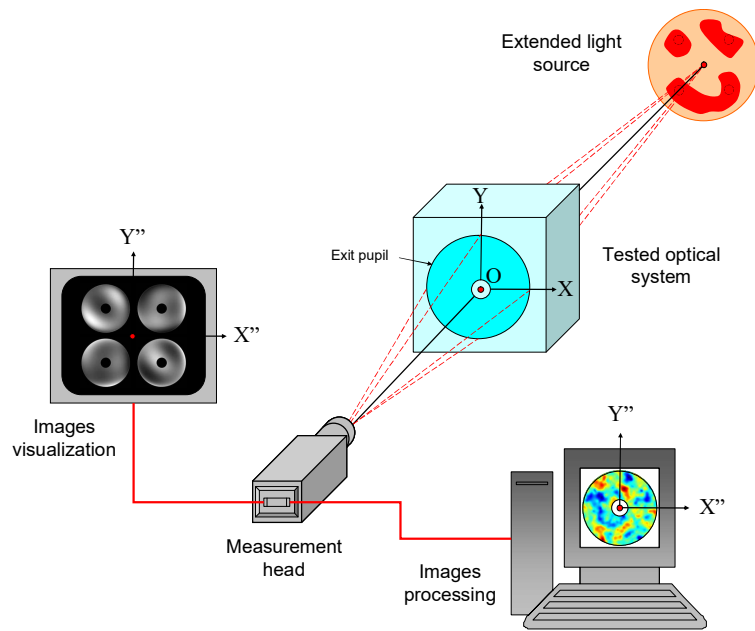 Extended light
source
Y
Exit pupil
O
X
Tested optical
system
Y”
X”
Images
visualization
Measurement
head
Y”
X”
Images
processing